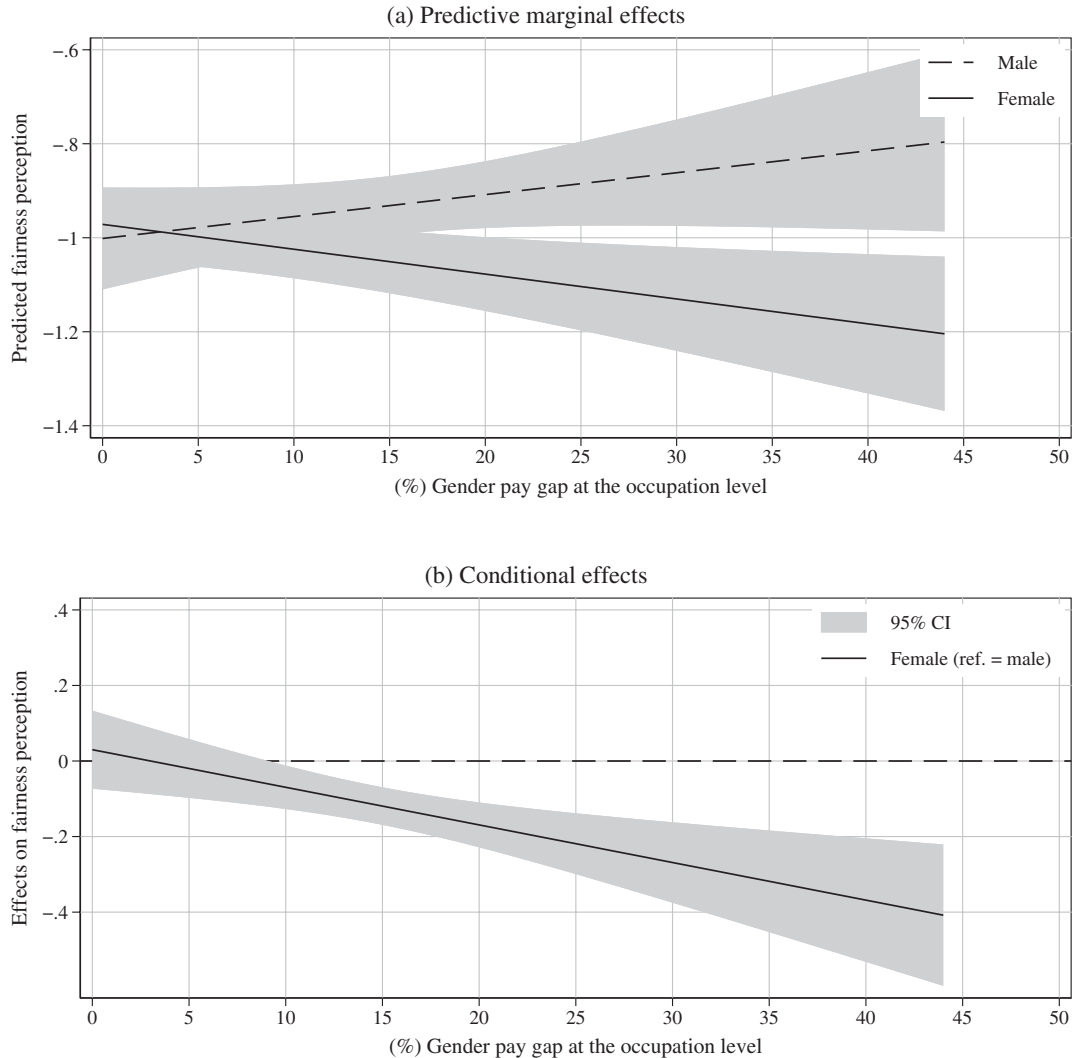 (a) Predictive marginal effects
−.6
−.8
−1
−1.2
−1.4
Predicted fairness perception
Male
Female
0 5 10 15 20 25 30 35 40 45 50
(%) Gender pay gap at the occupation level
(b) Conditional effects
.4
.2
0
−.2
−.4
Effects on fairness perception
95% CI
Female (ref. = male)
0 5 10 15 20 25 30 35 40 45 50
(%) Gender pay gap at the occupation level